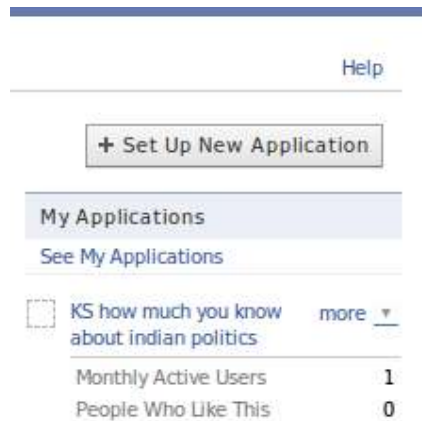 Help
+ Set Up New Application
My Applications
See My Applications
KS how much you know more
about indian politics
Monthly Active Users 1
People Who Like This 0